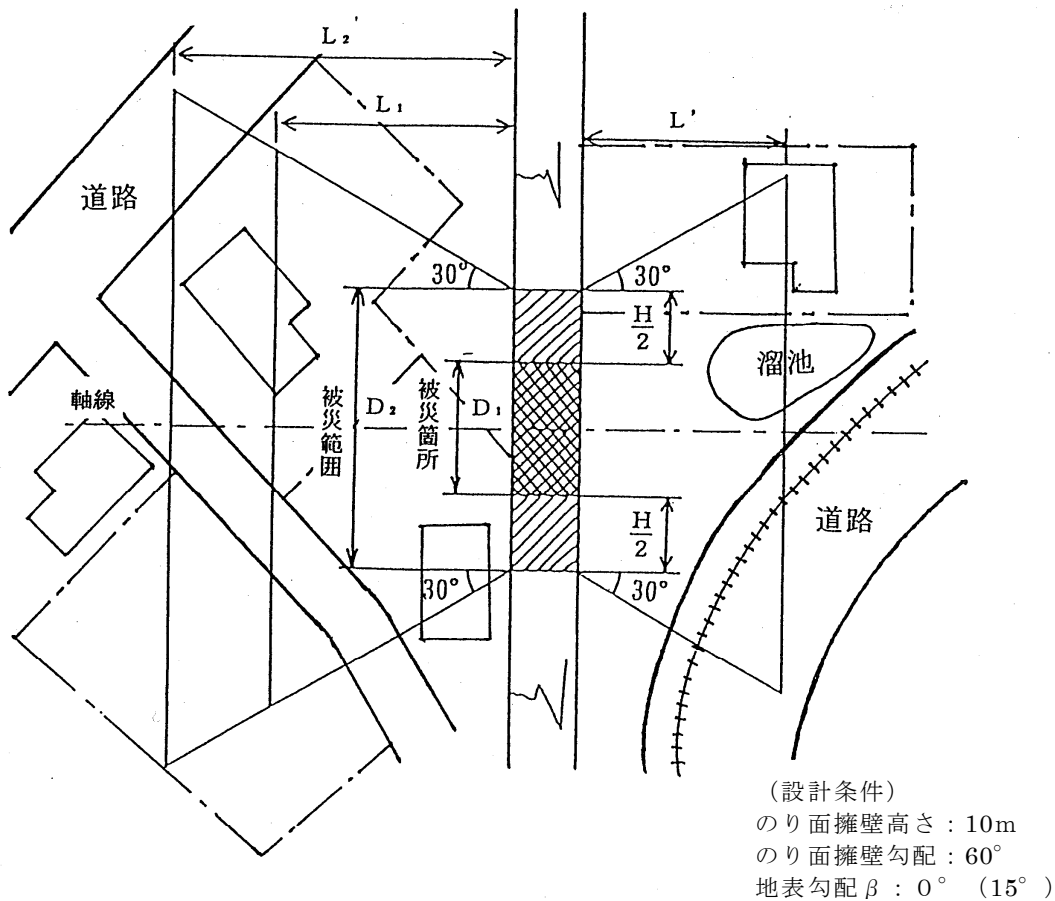 L₂'
L₁
L'
道路
30°
30°
H/2
溜池
被災範囲
D₂
被災箇所
D₁
軸線
H/2
道路
30°
30°
(設計条件)
のり面擁壁高さ：10m
のり面擁壁勾配：60°
地表勾配β：0° (15°)